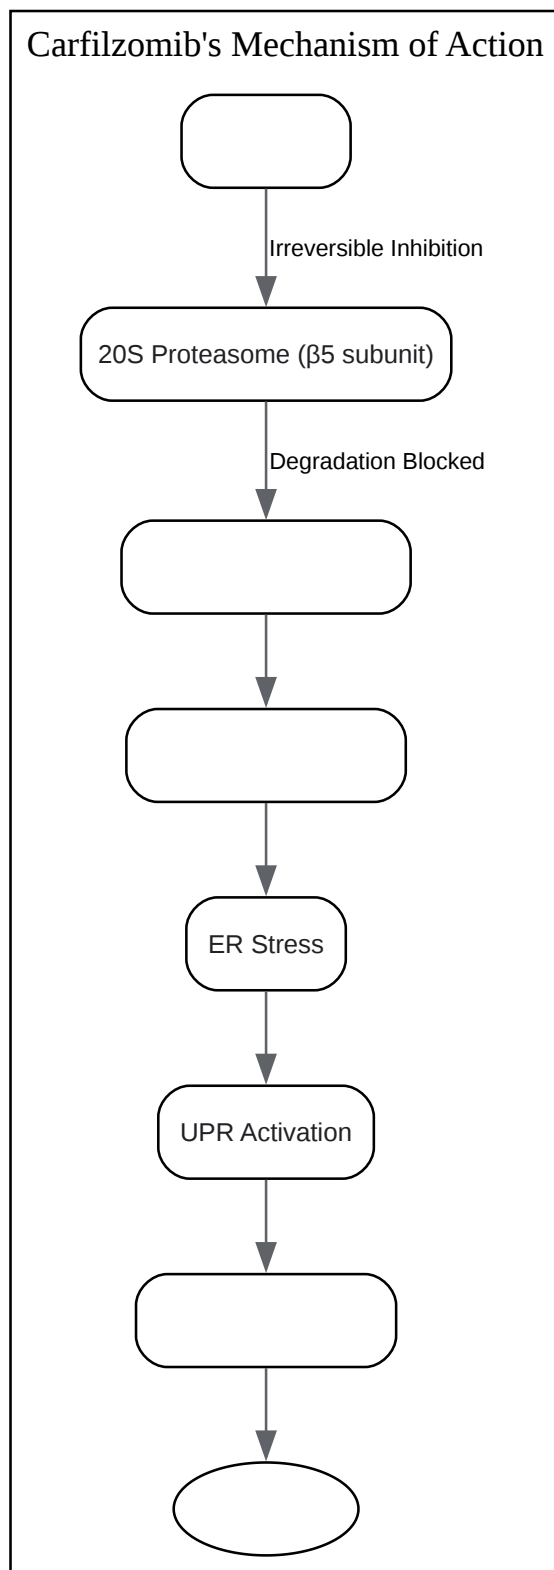 Carfilzomib's Mechanism of Action
Irreversible Inhibition
20S Proteasome (β5 subunit)
Degradation Blocked
ER Stress
UPR Activation